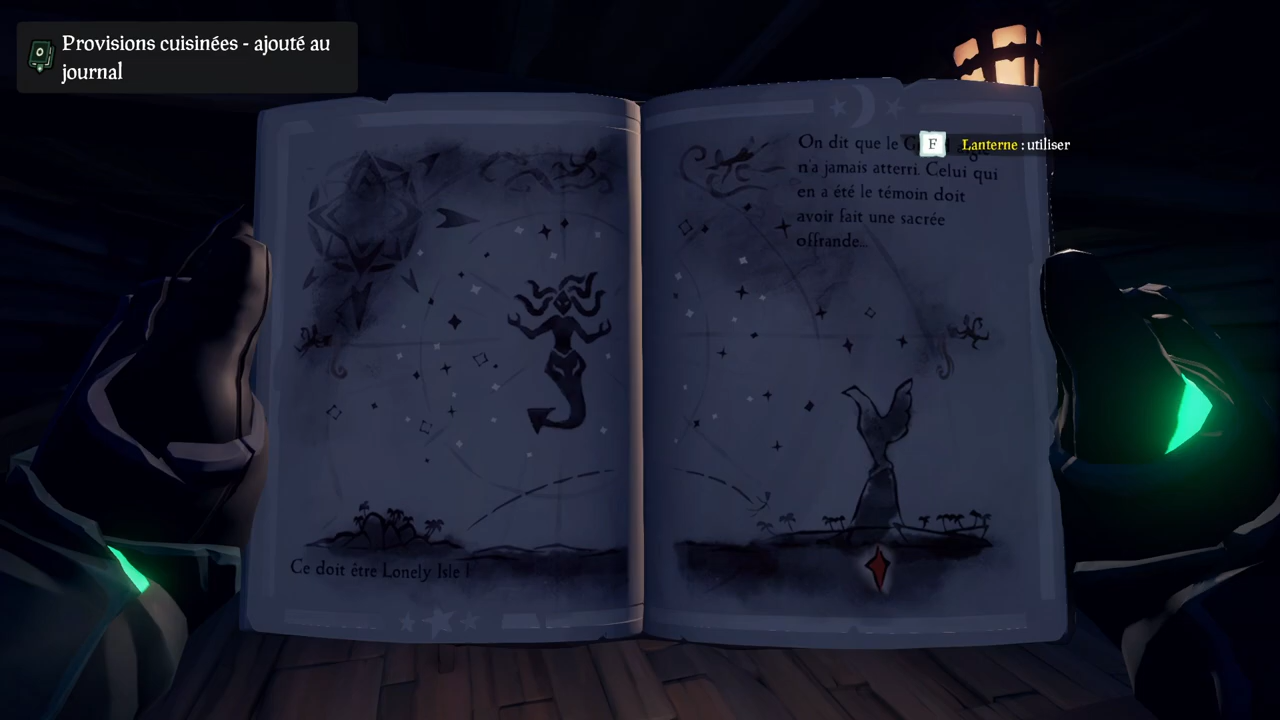 Provisions cuisinées - ajouté au
journal
On dit que le
F
Lanterne : utiliser
n'a jamais atterri. Celui qui
en a été le témoin doit
avoir fait une sacrée
offrande...
Ce doit être Lonely Isle !